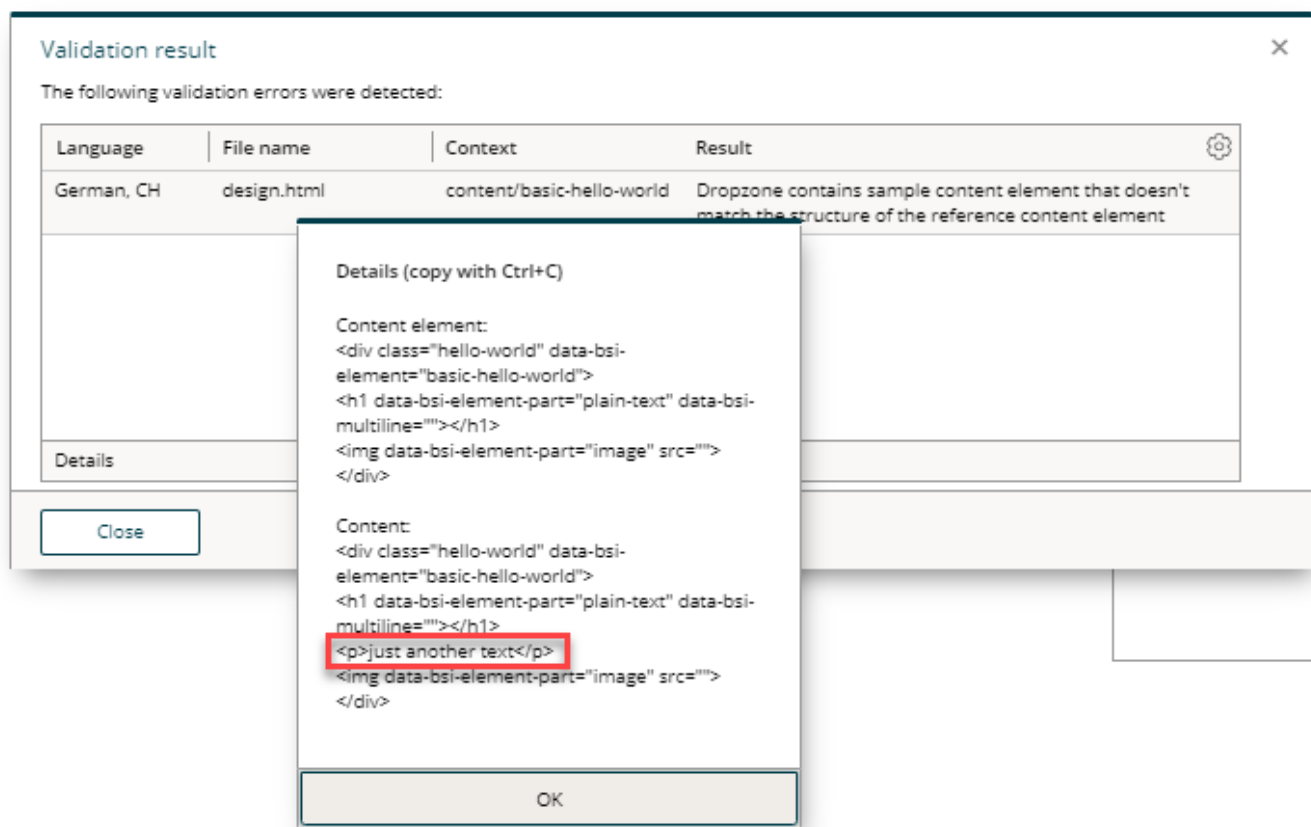 Validation result
×
The following validation errors were detected:
Language File name Context Result
German, CH design.html content/basic-hello-world Dropzone contains sample content element that doesn't
match the structure of the reference content element
Details (copy with Ctrl+C)
Content element:
<div class="hello-world" data-bsi-
element="basic-hello-world">
<h1 data-bsi-element-part="plain-text" data-bsi-
multiline=""></h1>
<img data-bsi-element-part="image" src="">
</div>
Content:
<div class="hello-world" data-bsi-
element="basic-hello-world">
<h1 data-bsi-element-part="plain-text" data-bsi-
multiline=""></h1>
<p>just another text</p>
<img data-bsi-element-part="image" src="">
</div>
OK
Details
Close